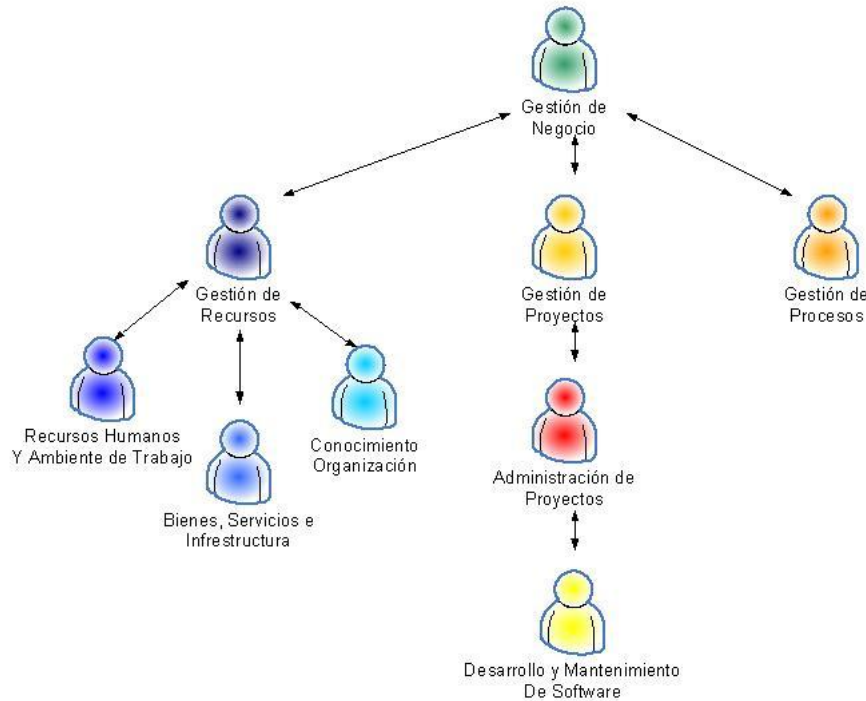 Gestión de
Negocio
Gestión de
Recursos
Gestión de
Proyectos
Gestión de
Procesos
Recursos Humanos
Y Ambiente de Trabajo
Conocimiento
Organización
Bienes, Servicios e
Infrestructura
Administración de
Proyectos
Desarrollo y Mantenimiento
De Software